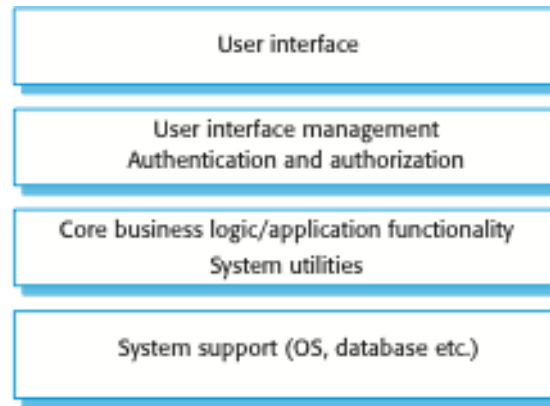 User interface
User interface management
Authentication and authorization
Core business logic/application functionality
System utilities
System support (OS, database etc.)